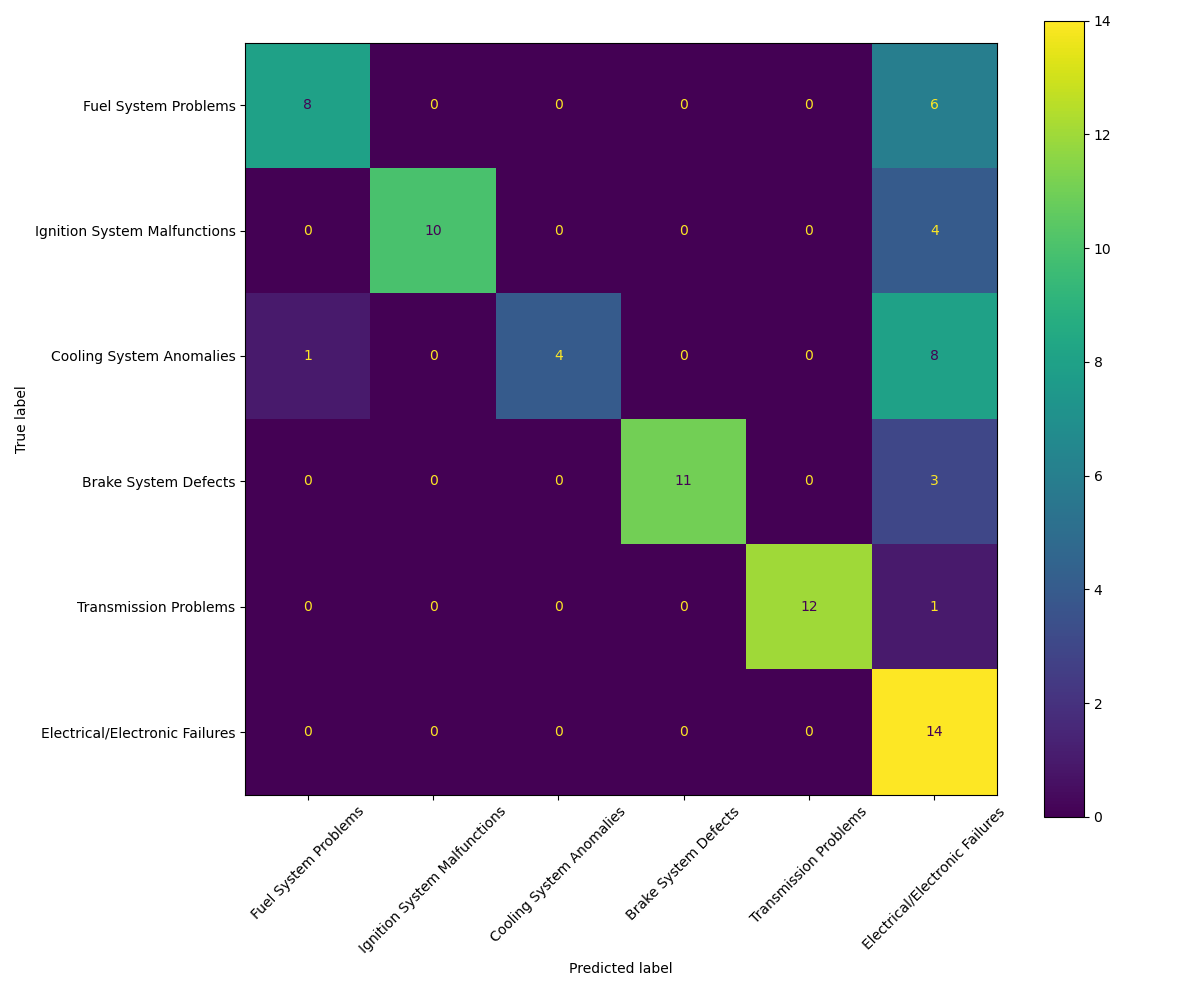 Fuel System Problems 8 0 0 0 0 6
Ignition System Malfunctions 0 10 0 0 0 4
Cooling System Anomalies 1 0 4 0 0 8
Brake System Defects 0 0 0 11 0 3
Transmission Problems 0 0 0 0 12 1
Electrical/Electronic Failures 0 0 0 0 0 14
True label
Fuel System Problems
Ignition System Malfunctions
Cooling System Anomalies
Brake System Defects
Transmission Problems
Electrical/Electronic Failures
Predicted label
14
12
10
8
6
4
2
0